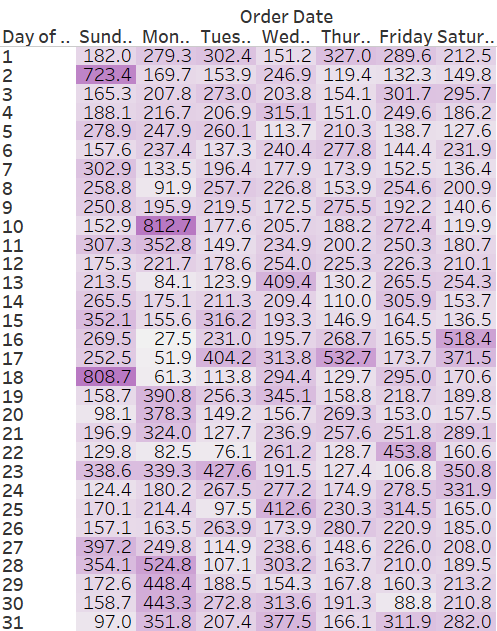 Order Date
Day of .. Sund.. Mon.. Tues.. Wed.. Thur.. Friday Satur..
1 182.0 279.3 302.4 151.2 327.0 289.6 212.5
2 723.4 169.7 153.9 246.9 119.4 132.3 149.8
3 165.3 207.8 273.0 203.8 154.1 301.7 295.7
4 188.1 216.7 206.9 315.1 151.0 249.6 186.2
5 278.9 247.9 260.1 113.7 210.3 138.7 127.6
6 157.6 237.4 137.3 240.4 277.8 144.4 231.9
7 302.9 133.5 196.4 177.9 173.9 152.5 136.4
8 258.8 91.9 257.7 226.8 153.9 254.6 200.9
9 250.8 195.9 219.5 172.5 275.5 192.2 140.6
10 152.9 812.7 177.6 205.7 188.2 272.4 119.9
11 307.3 352.8 149.7 234.9 200.2 250.3 180.7
12 175.3 221.7 178.6 254.0 225.3 226.3 210.1
13 213.5 84.1 123.9 409.4 130.2 265.5 254.3
14 265.5 175.1 211.3 209.4 110.0 305.9 153.7
15 352.1 155.6 316.2 193.3 146.9 164.5 136.5
16 269.5 27.5 231.0 195.7 268.7 165.5 518.4
17 252.5 51.9 404.2 313.8 532.7 173.7 371.5
18 808.7 61.3 113.8 294.4 129.7 295.0 170.6
19 158.7 390.8 256.3 345.1 158.8 218.7 189.8
20 98.1 378.3 149.2 156.7 269.3 153.0 157.5
21 196.9 324.0 127.7 236.9 257.6 251.8 289.1
22 129.8 82.5 76.1 261.2 128.7 453.8 160.6
23 338.6 339.3 427.6 191.5 127.4 106.8 350.8
24 124.4 180.2 267.5 277.2 174.9 278.5 331.9
25 170.1 214.4 97.5 412.6 230.3 314.5 165.0
26 157.1 163.5 263.9 173.9 280.7 220.9 185.0
27 397.2 249.8 114.9 238.6 148.6 226.0 208.0
28 354.1 524.8 107.1 303.2 163.7 210.0 189.5
29 172.6 448.4 188.5 154.3 167.8 160.3 213.2
30 158.7 443.3 272.8 313.6 191.3 88.8 210.8
31 97.0 351.8 207.4 377.5 166.1 311.9 282.0